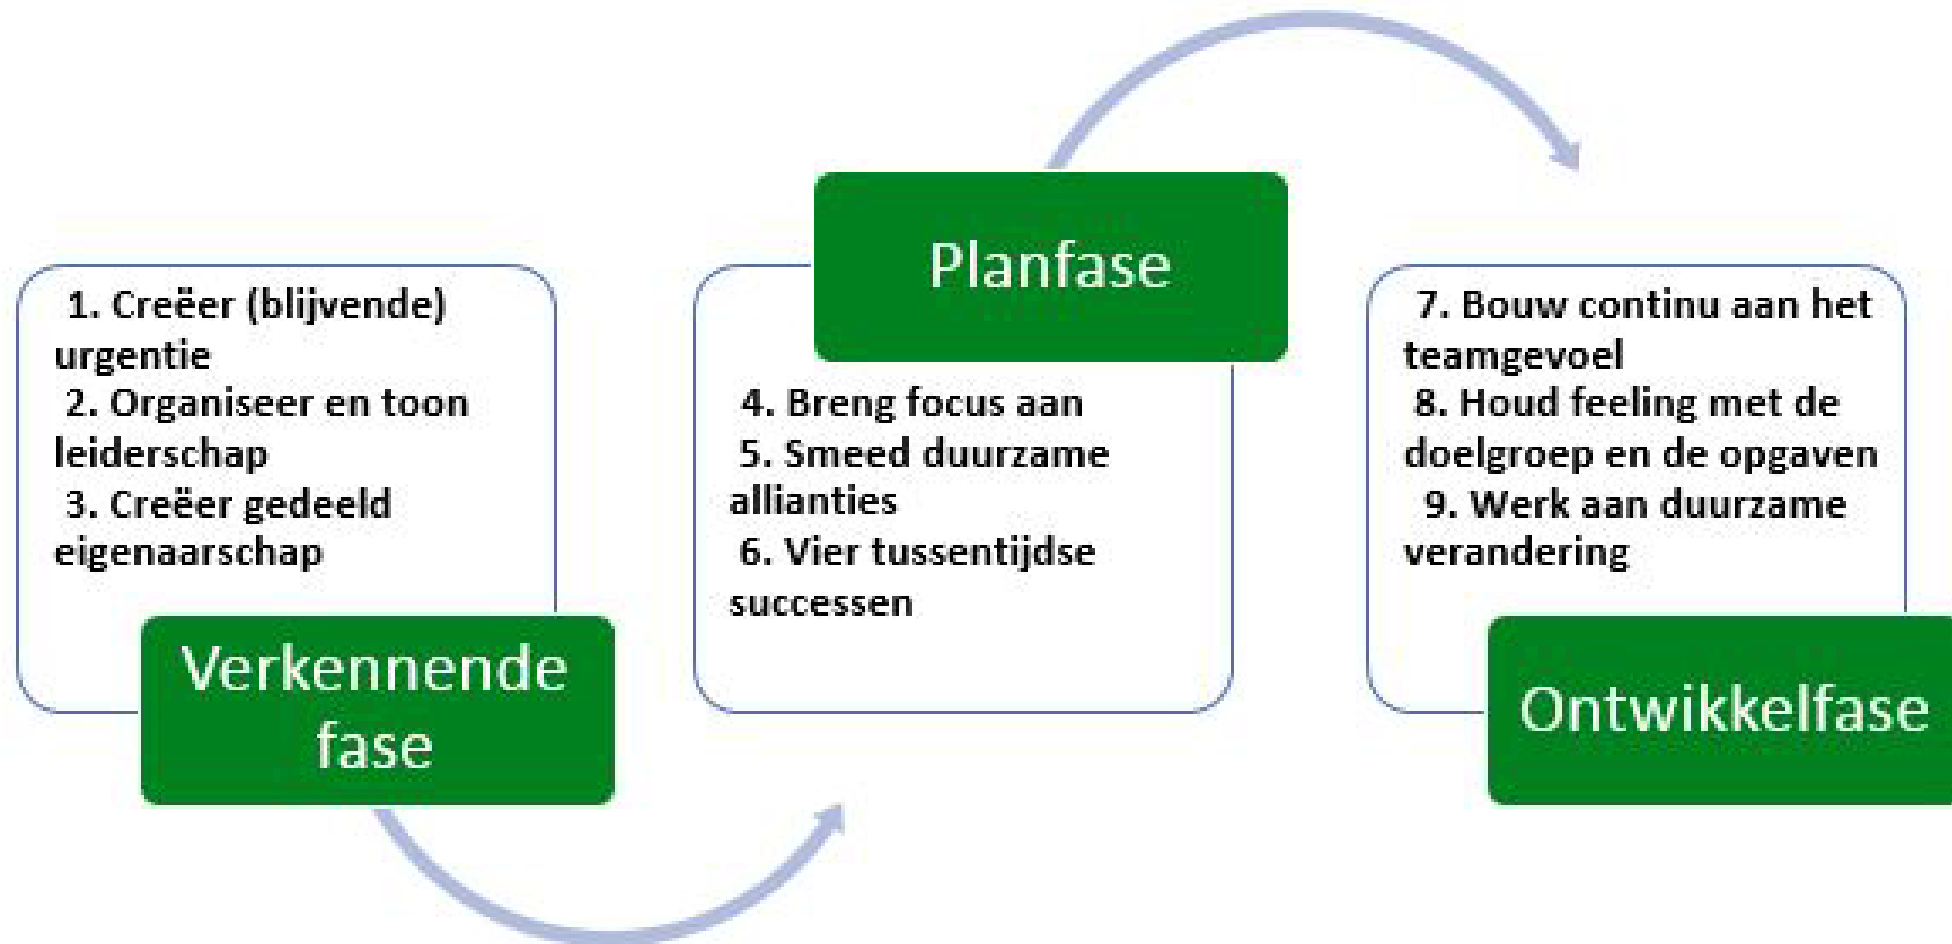 1. Creëer (blijvende)
urgentie
2. Organiseer en toon
leiderschap
3. Creëer gedeeld
eigenaarschap
Verkennende
fase
Planfase
4. Breng focus aan
5. Smeed duurzame
allianties
6. Vier tussentijdse
successen
7. Bouw continu aan het
teamgevoel
8. Houd feeling met de
doelgroep en de opgaven
9. Werk aan duurzame
verandering
Ontwikkelfase